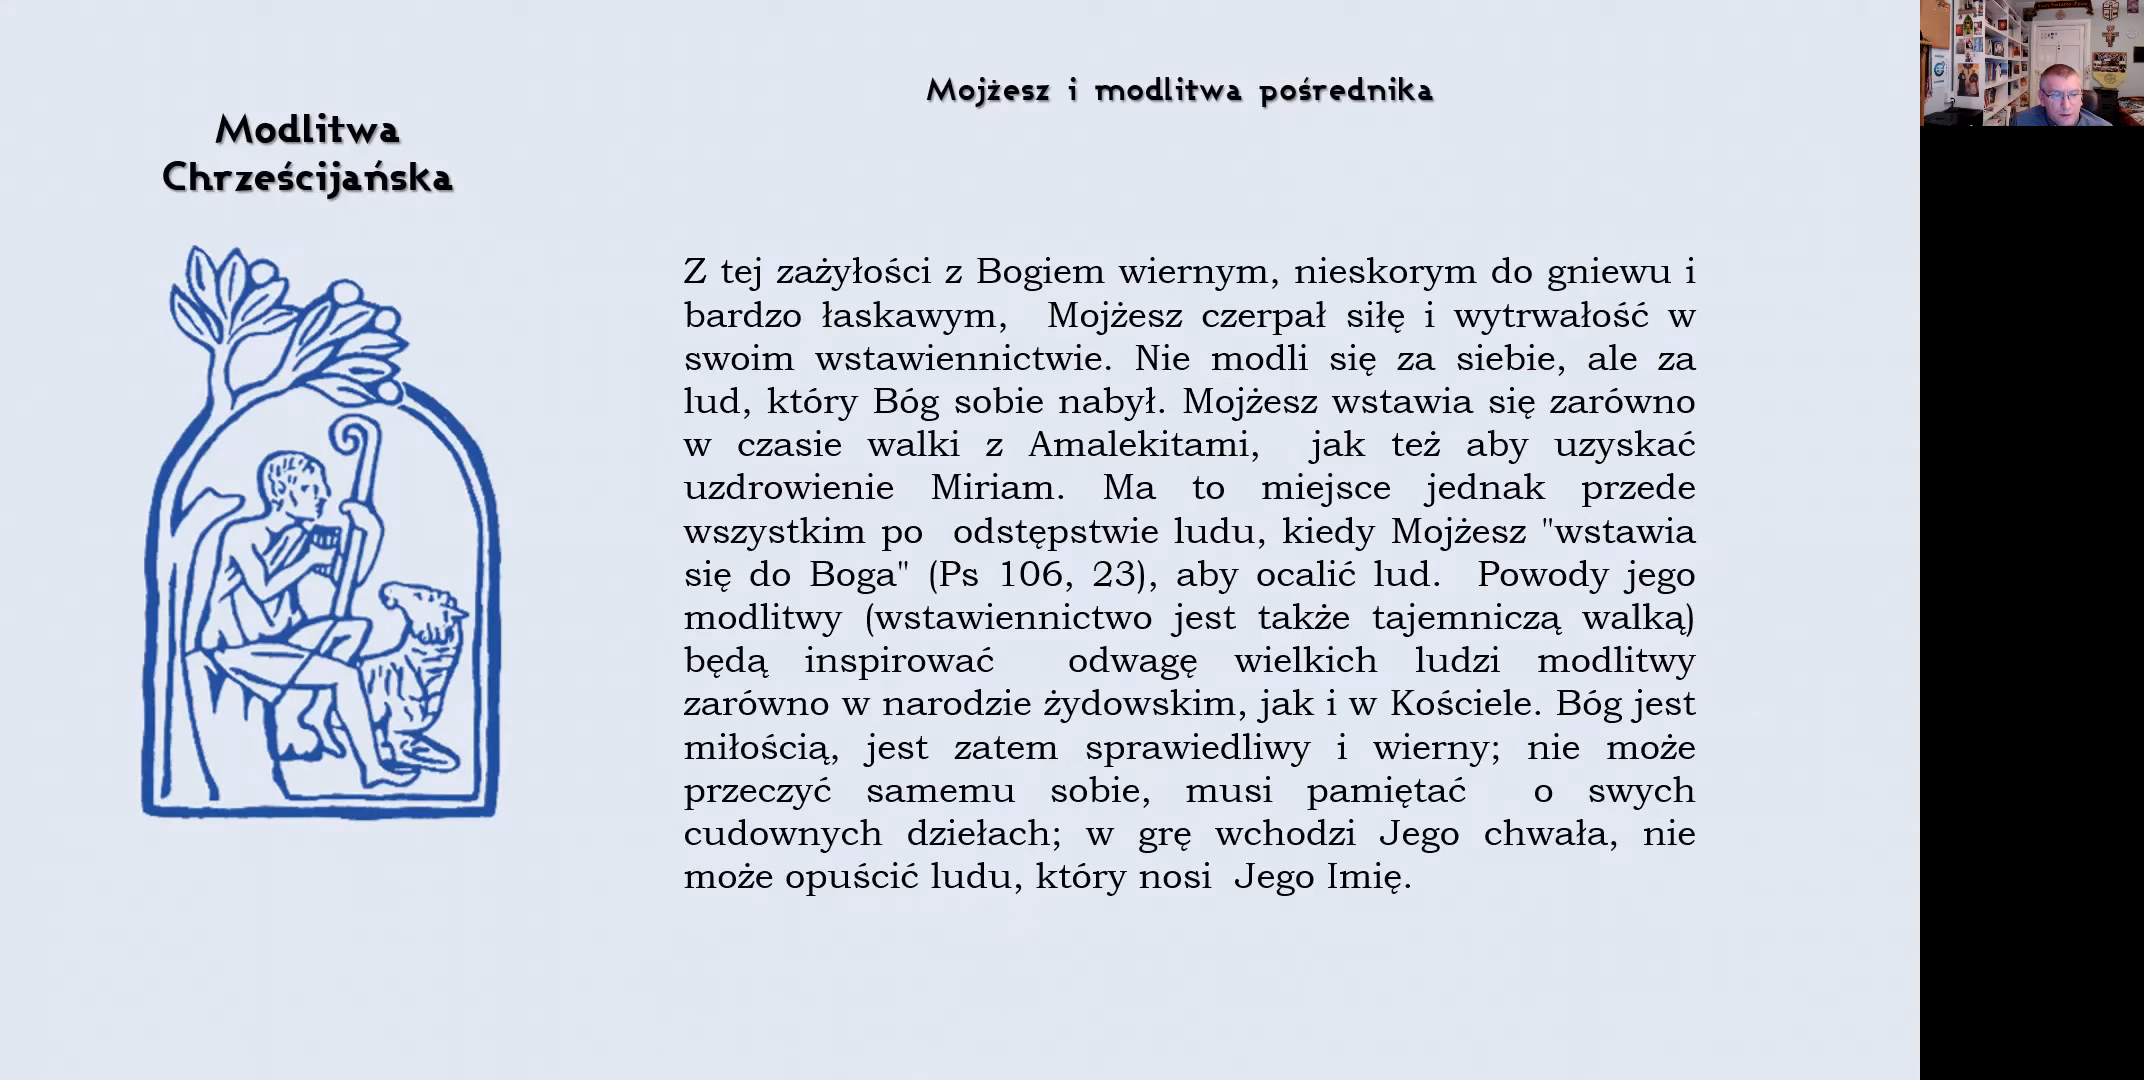 Modlitwa
Chrześcijańska
Mojżesz i modlitwa pośrednika
Z tej zażyłości z Bogiem wiernym, nieskorym do gniewu i
bardzo łaskawym, Mojżesz czerpał siłę i wytrwałość w
swoim wstawiennictwie. Nie modli się za siebie, ale za
lud, który Bóg sobie nabył. Mojżesz wstawia się zarówno
w czasie walki z Amalekitami, jak też aby uzyskać
uzdrowienie Miriam. Ma to miejsce jednak przede
wszystkim po odstępstwie ludu, kiedy Mojżesz "wstawia
się do Boga" (Ps 106, 23), aby ocalić lud. Powody jego
modlitwy (wstawiennictwo jest także tajemniczą walką)
będą inspirować odwagę wielkich ludzi modlitwy
zarówno w narodzie żydowskim, jak i w Kościele. Bóg jest
miłością, jest zatem sprawiedliwy i wierny; nie może
przeczyć samemu sobie, musi pamiętać o swych
cudownych dziełach; w grę wchodzi Jego chwała, nie
może opuścić ludu, który nosi Jego Imię.